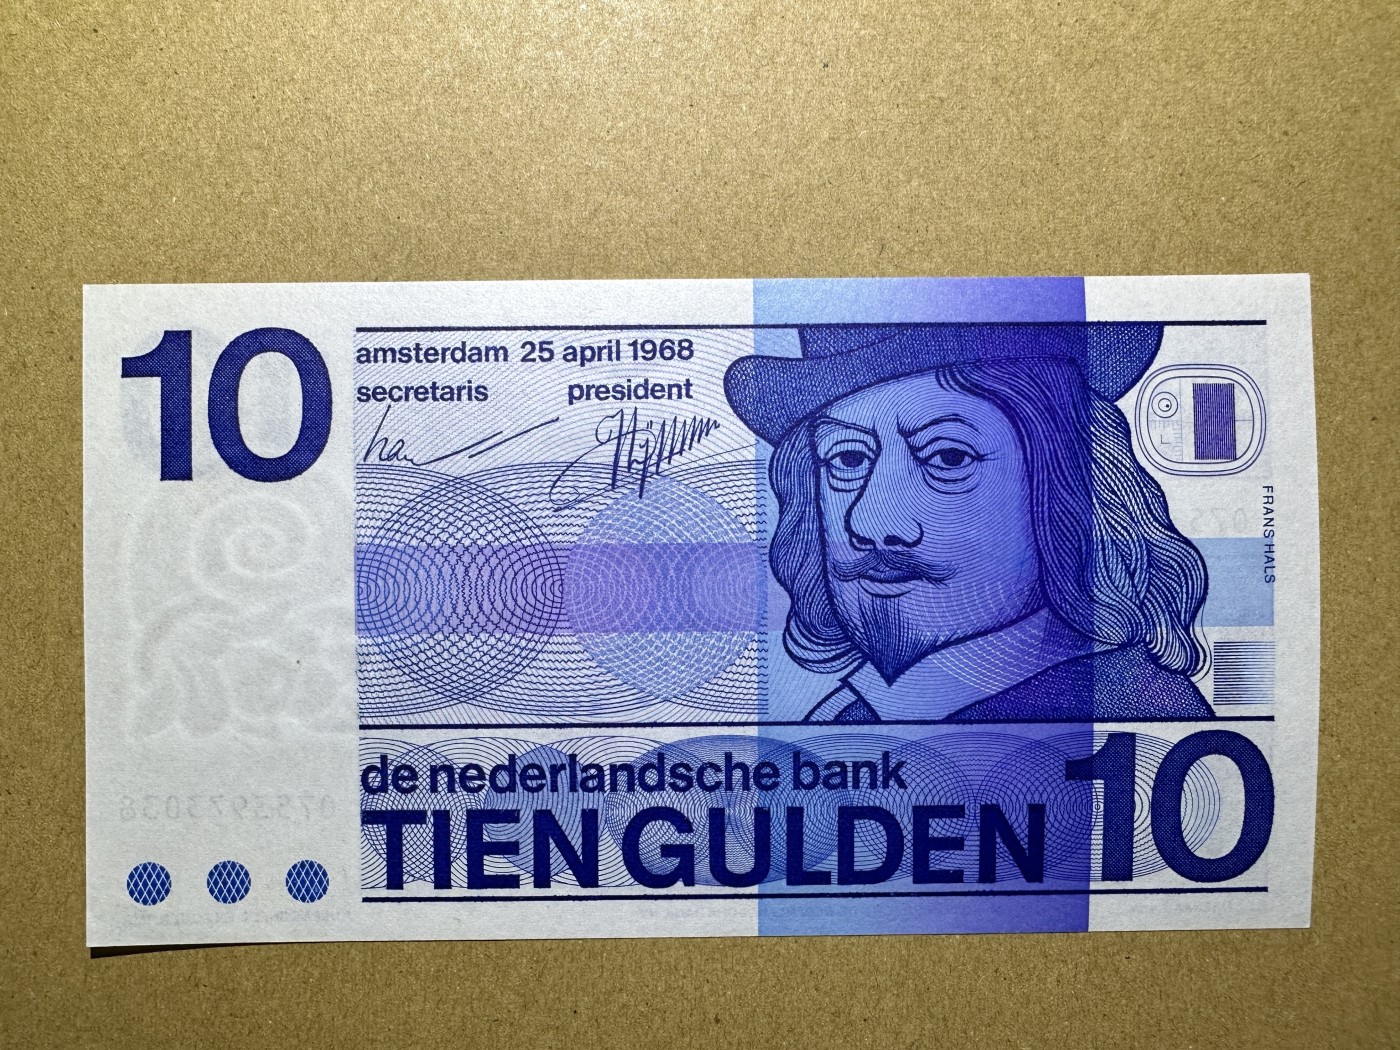 10
amsterdam 25 april 1968
secretaris president
FRANS HALS
de nederlandsche bank
TIEN GULDEN
10